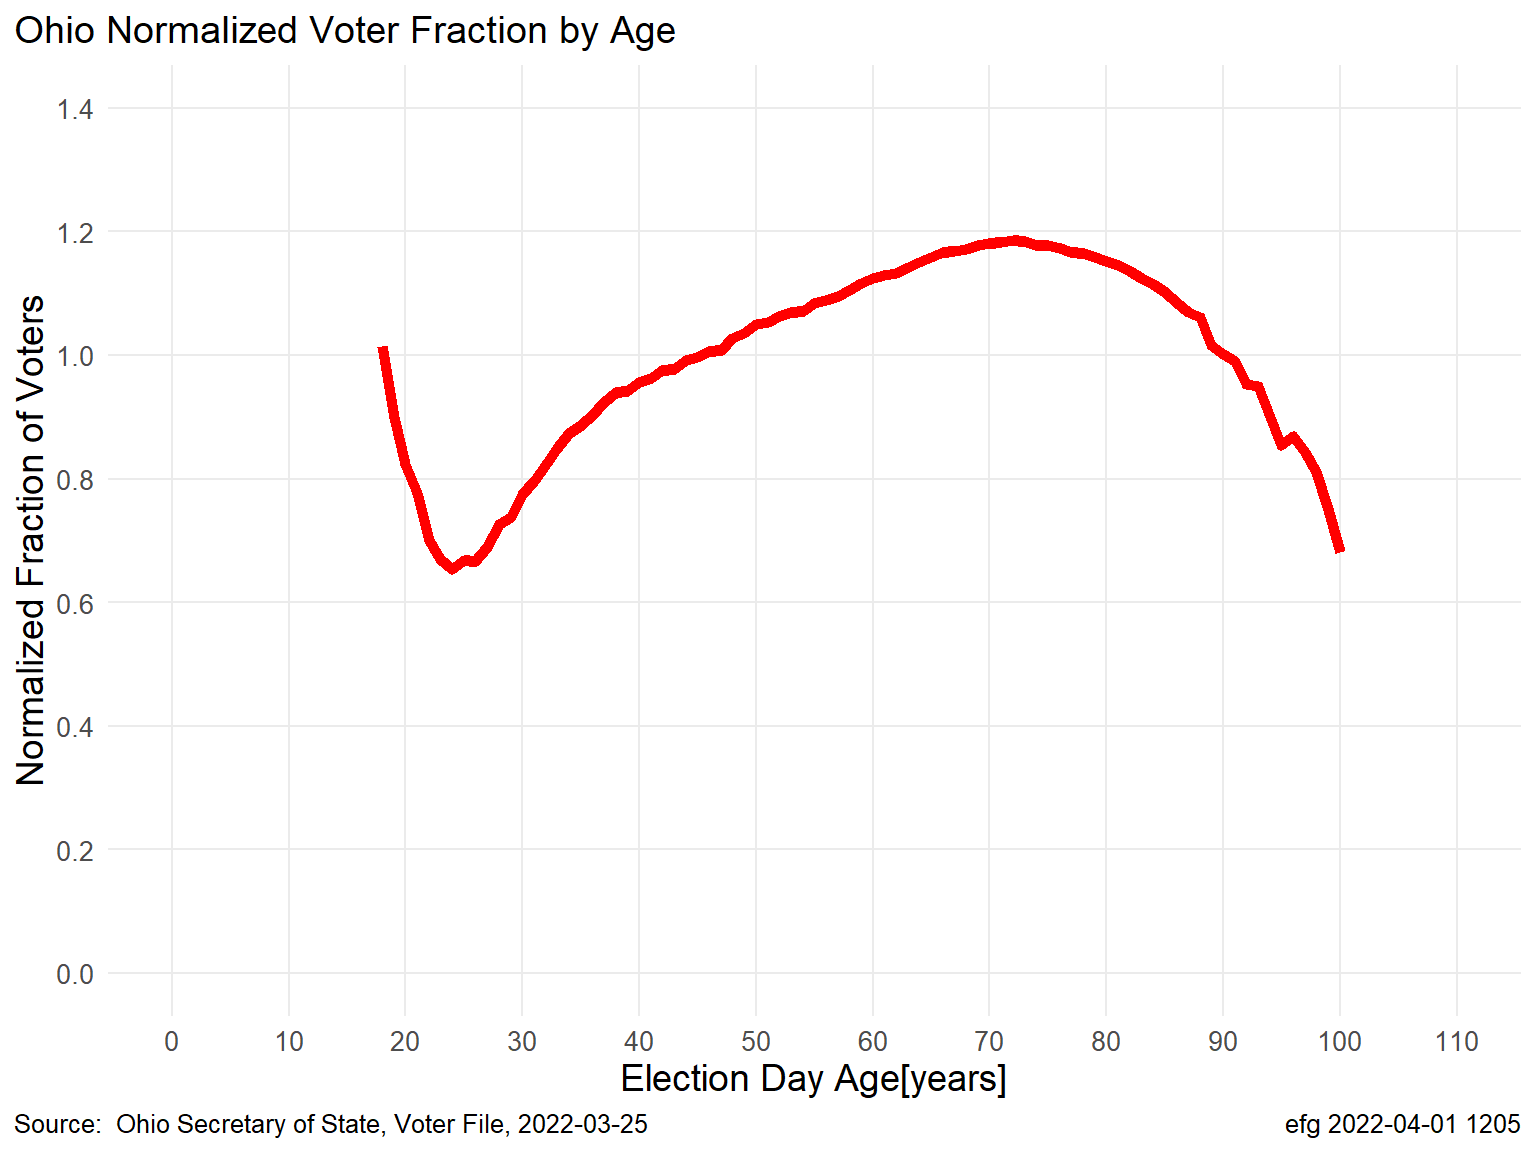 Ohio Normalized Voter Fraction by Age
Normalized Fraction of Voters
1.4
1.2
1.0
0.8
0.6
0.4
0.2
0.0
0 10 20 30 40 50 60 70 80 90 100 110
Election Day Age[years]
Source:  Ohio Secretary of State, Voter File, 2022-03-25
efg 2022-04-01 1205